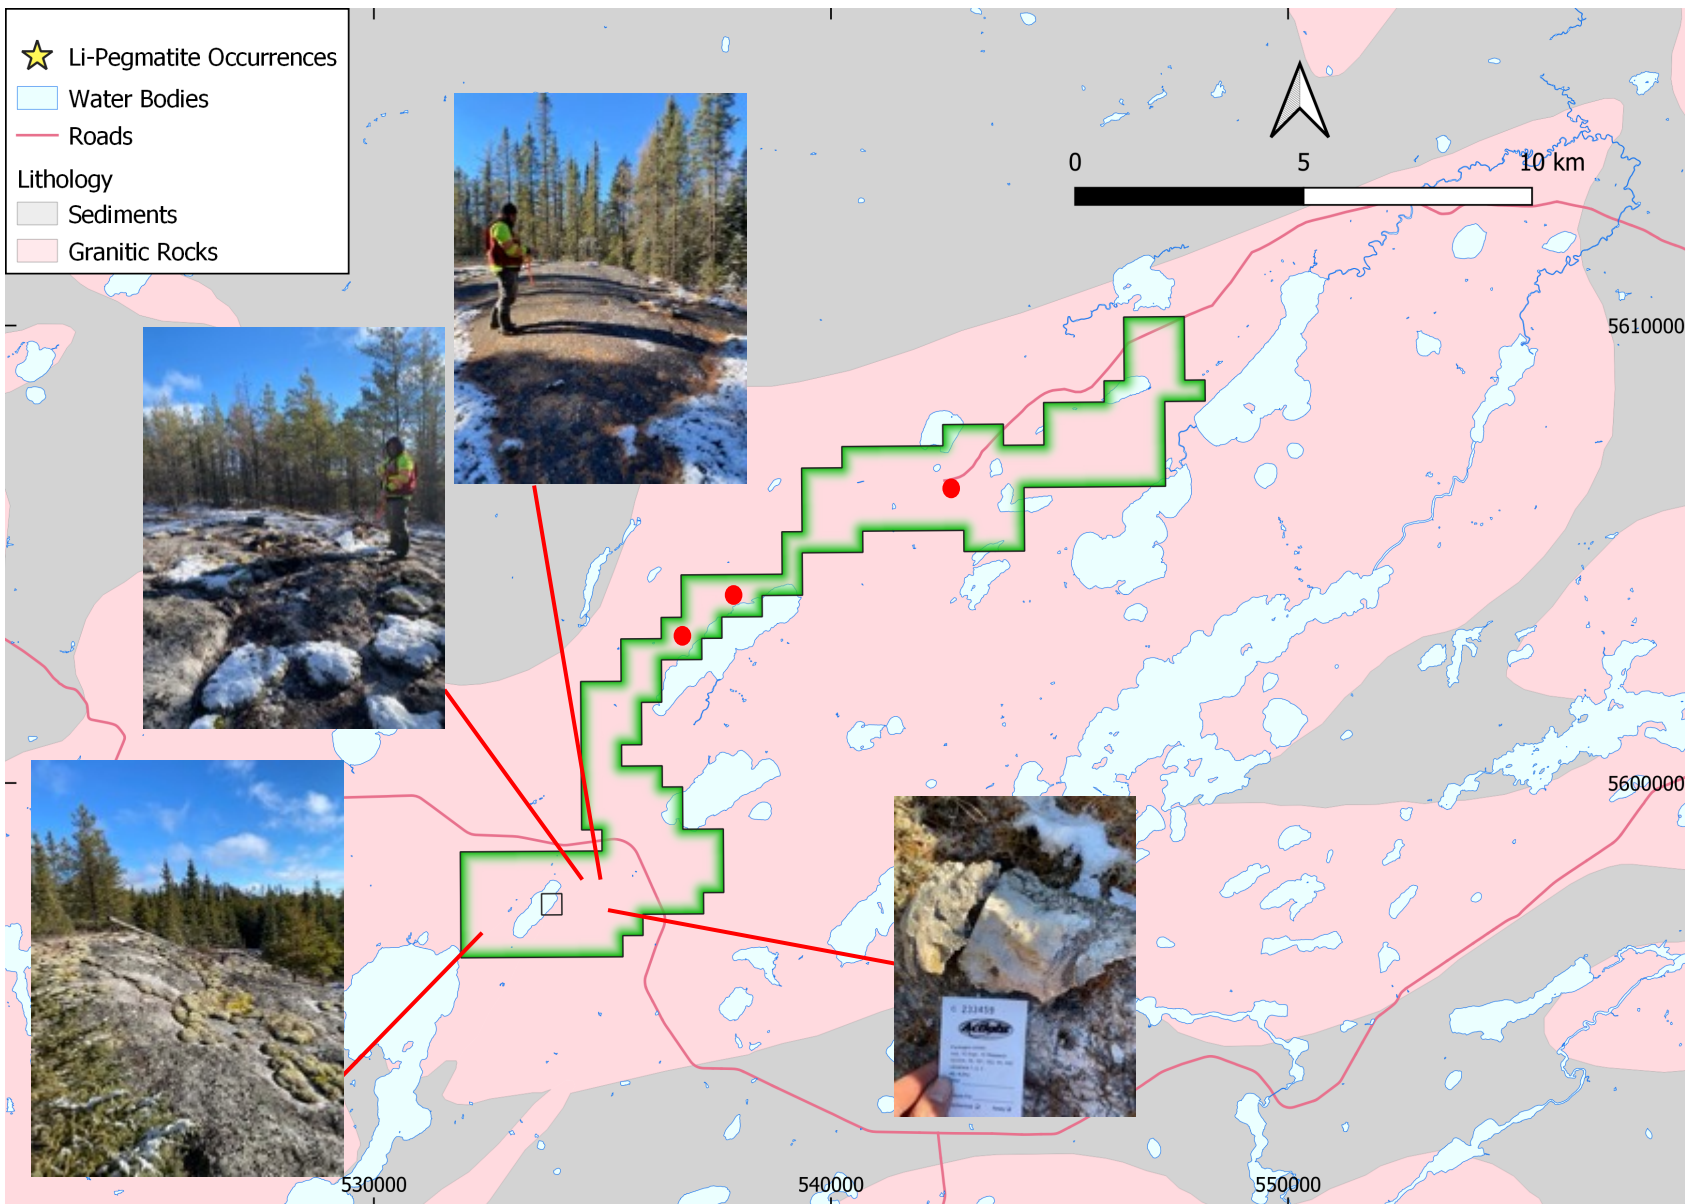 Li-Pegmatite Occurrences
Water Bodies
Roads
Lithology
Sediments
Granitic Rocks
0 5 10 km
5610000
5600000
233459
Actlabs
530000 540000 550000